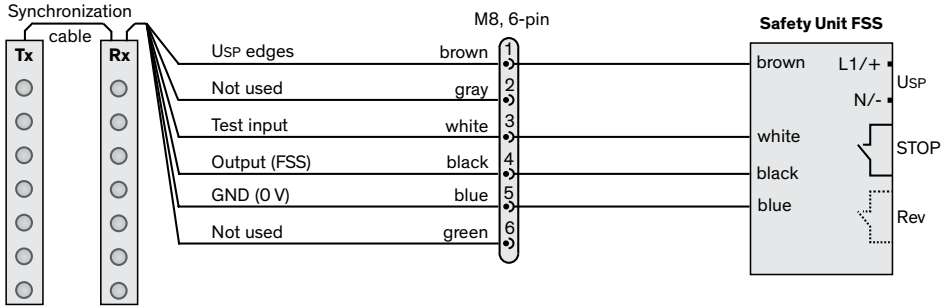 Synchronization
cable
Tx
Rx
M8, 6-pin
Safety Unit FSS
USP edges
brown
1
brown
L1/+
USP
Not used
gray
2
N/-
Test input
white
3
white
STOP
Output (FSS)
black
4
black
GND (0 V)
blue
5
blue
Rev
Not used
green
6